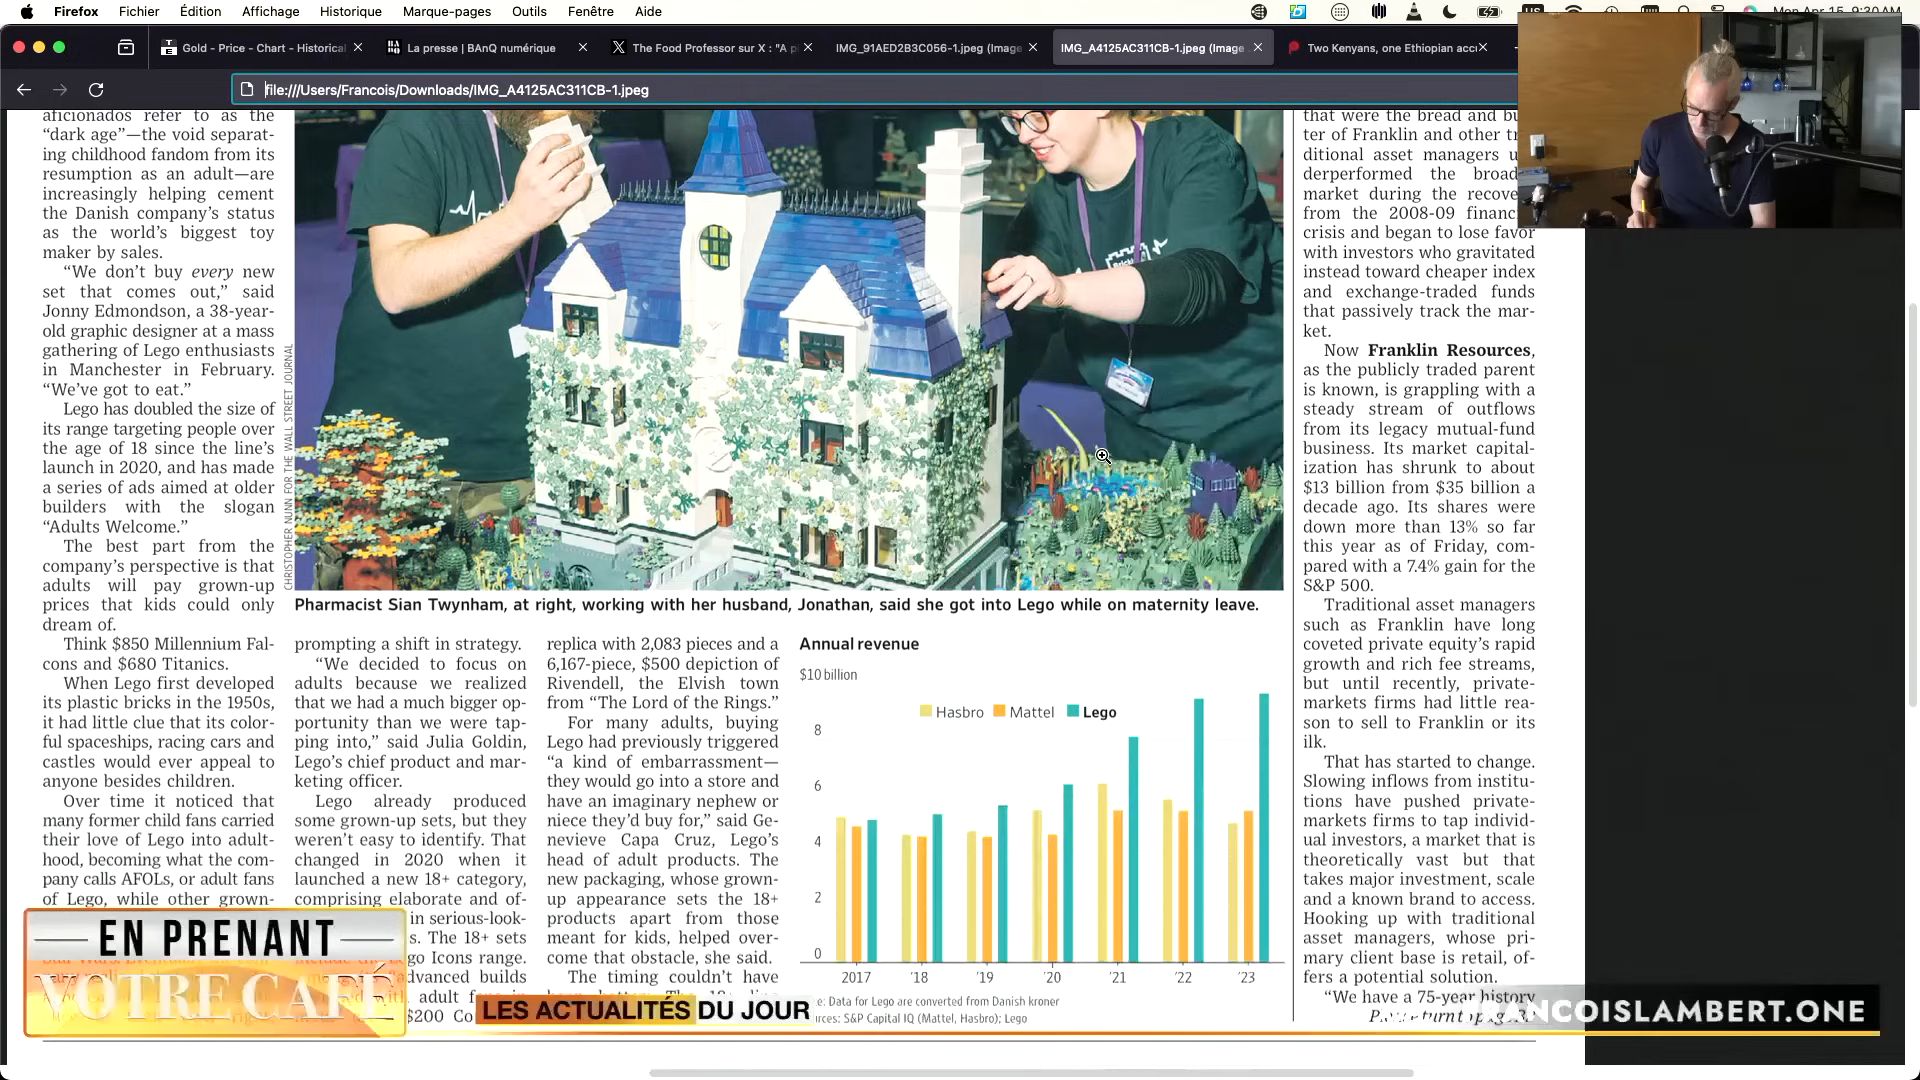 Firefox Fichier Édition Affichage Historique Marque-pages Outils Fenêtre Aide
US
Mon Apr 15 9:30 AM
Gold - Price - Chart - Historical
La presse | BAnQ numérique
The Food Professor sur X : "A p
IMG_91AED2B3C056-1.jpeg (Image
IMG_A4125AC311CB-1.jpeg (Image
Two Kenyans, one Ethiopian acc
file:///Users/Francois/Downloads/IMG_A4125AC311CB-1.jpeg
aficionados refer to as the
“dark age”—the void separat-
ing childhood fandom from its
resumption as an adult—are
increasingly helping cement
the Danish company’s status
as the world’s biggest toy
maker by sales.
“We don’t buy every new
set that comes out,” said
Jonny Edmondson, a 38-year-
old graphic designer at a mass
gathering of Lego enthusiasts
in Manchester in February.
“We’ve got to eat.”
Lego has doubled the size of
its range targeting people over
the age of 18 since the line’s
launch in 2020, and has made
a series of ads aimed at older
builders with the slogan
“Adults Welcome.”
The best part from the
company’s perspective is that
adults will pay grown-up
prices that kids could only
dream of.
Think $850 Millennium Fal-
cons and $680 Titanics.
When Lego first developed
its plastic bricks in the 1950s,
it had little clue that its color-
ful spaceships, racing cars and
castles would ever appeal to
anyone besides children.
Over time it noticed that
many former child fans carried
their love of Lego into adult-
hood, becoming what the com-
pany calls AFOLs, or adult fans
of Lego, while other grown-
CHRISTOPHER NUNN FOR THE WALL STREET JOURNAL
Pharmacist Sian Twynham, at right, working with her husband, Jonathan, said she got into Lego while on maternity leave.
prompting a shift in strategy.
“We decided to focus on
adults because we realized
that we had a much bigger op-
portunity than we were tap-
ping into,” said Julia Goldin,
Lego’s chief product and mar-
keting officer.
Lego already produced
some grown-up sets, but they
weren’t easy to identify. That
changed in 2020 when it
launched a new 18+ category,
comprising elaborate and of-
in serious-look-
s. The 18+ sets
go Icons range.
advanced builds
adult
$200 Co
replica with 2,083 pieces and a
6,167-piece, $500 depiction of
Rivendell, the Elvish town
from “The Lord of the Rings.”
For many adults, buying
Lego had previously triggered
“a kind of embarrassment—
they would go into a store and
have an imaginary nephew or
niece they’d buy for,” said Ge-
nevieve Capa Cruz, Lego’s
head of adult products. The
new packaging, whose grown-
up appearance sets the 18+
products apart from those
meant for kids, helped over-
come that obstacle, she said.
The timing couldn’t have
Annual revenue
$10 billion
Hasbro Mattel Lego
8
6
4
2
0
2017 ’18 ’19 ’20 ’21 ’22 ’23
e: Data for Lego are converted from Danish kroner
urces: S&P Capital IQ (Mattel, Hasbro); Lego
that were the bread and but-
ter of Franklin and other tr
ditional asset managers u
derperformed the broad
market during the recove
from the 2008-09 financi
crisis and began to lose favor
with investors who gravitated
instead toward cheaper index
and exchange-traded funds
that passively track the mar-
ket.
Now Franklin Resources,
as the publicly traded parent
is known, is grappling with a
steady stream of outflows
from its legacy mutual-fund
business. Its market capital-
ization has shrunk to about
$13 billion from $35 billion a
decade ago. Its shares were
down more than 13% so far
this year as of Friday, com-
pared with a 7.4% gain for the
S&P 500.
Traditional asset managers
such as Franklin have long
coveted private equity’s rapid
growth and rich fee streams,
but until recently, private-
markets firms had little rea-
son to sell to Franklin or its
ilk.
That has started to change.
Slowing inflows from institu-
tions have pushed private-
markets firms to tap individ-
ual investors, a market that is
theoretically vast but that
takes major investment, scale
and a known brand to access.
Hooking up with traditional
asset managers, whose pri-
mary client base is retail, of-
fers a potential solution.
“We have a 75-year history
EN PRENANT
VOTRE CAFÉ
LES ACTUALITÉS DU JOUR
ANCOISLAMBERT.ONE